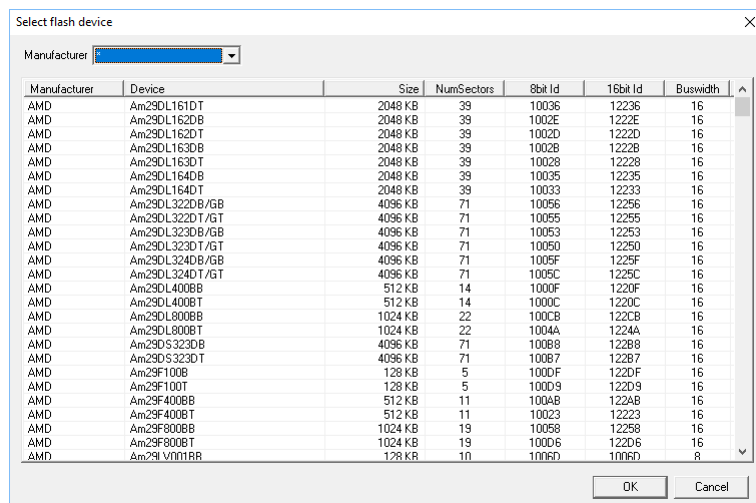 Select flash device
Manufacturer *
Manufacturer Device Size NumSectors 8bit Id 16bit Id Buswidth
AMD Am29DL161DT 2048 KB 39 10036 12236 16
AMD Am29DL162DB 2048 KB 39 1002E 1222E 16
AMD Am29DL162DT 2048 KB 39 1002D 1222D 16
AMD Am29DL163DB 2048 KB 39 1002B 1222B 16
AMD Am29DL163DT 2048 KB 39 10028 12228 16
AMD Am29DL164DB 2048 KB 39 10035 12235 16
AMD Am29DL164DT 2048 KB 39 10033 12233 16
AMD Am29DL322DB/GB 4096 KB 71 10056 12256 16
AMD Am29DL322DT/GT 4096 KB 71 10055 12255 16
AMD Am29DL323DB/GB 4096 KB 71 10053 12253 16
AMD Am29DL323DT/GT 4096 KB 71 10050 12250 16
AMD Am29DL324DB/GB 4096 KB 71 1005F 1225F 16
AMD Am29DL324DT/GT 4096 KB 71 1005C 1225C 16
AMD Am29DL400BB 512 KB 14 1000F 1220F 16
AMD Am29DL400BT 512 KB 14 1000C 1220C 16
AMD Am29DL800BB 1024 KB 22 100CB 122CB 16
AMD Am29DL800BT 1024 KB 22 1004A 1224A 16
AMD Am29DS323DB 4096 KB 71 100B8 122B8 16
AMD Am29DS323DT 4096 KB 71 100B7 122B7 16
AMD Am29F100B 128 KB 5 100DF 122DF 16
AMD Am29F100T 128 KB 5 100D9 122D9 16
AMD Am29F400BB 512 KB 11 100AB 122AB 16
AMD Am29F400BT 512 KB 11 10023 12223 16
AMD Am29F800BB 1024 KB 19 10058 12258 16
AMD Am29F800BT 1024 KB 19 100D6 122D6 16
AMD Am29LV001BB 128 KB 10 1006D 1006D 8
OK Cancel